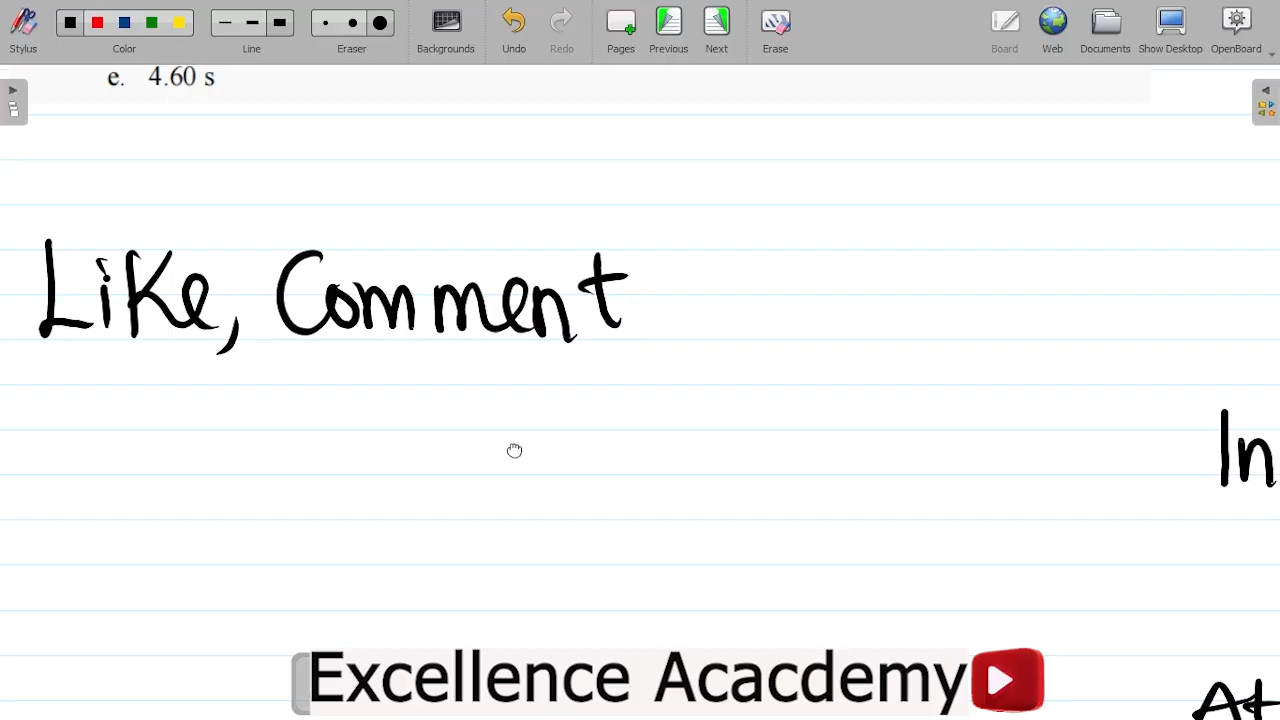 Stylus Color Line Eraser Backgrounds Undo Redo Pages Previous Next Erase Board Web Documents Show Desktop OpenBoard
e. 4.60 s
Like, Comment
In
Excellence Acacdemy
At